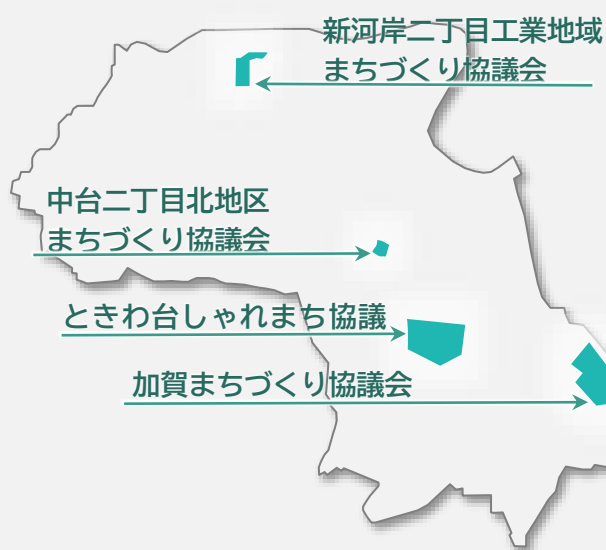 新河岸二丁目工業地域
まちづくり協議会
中台二丁目北地区
まちづくり協議会
ときわ台しゃれまち協議
加賀まちづくり協議会